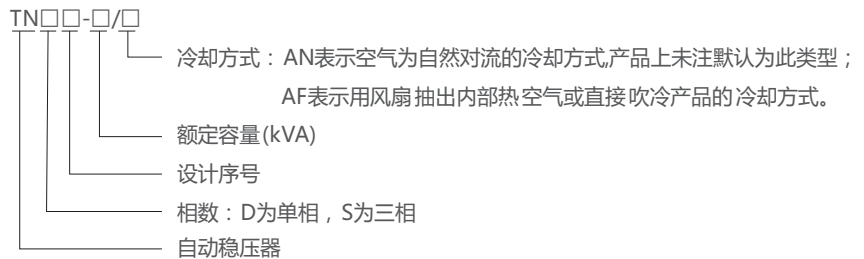 TN□□-□/□
冷却方式：AN表示空气为自然对流的冷却方式,产品上未注默认为此类型；
AF表示用风扇抽出内部热空气或直接吹冷产品的冷却方式。
额定容量(kVA)
设计序号
相数：D为单相，S为三相
自动稳压器